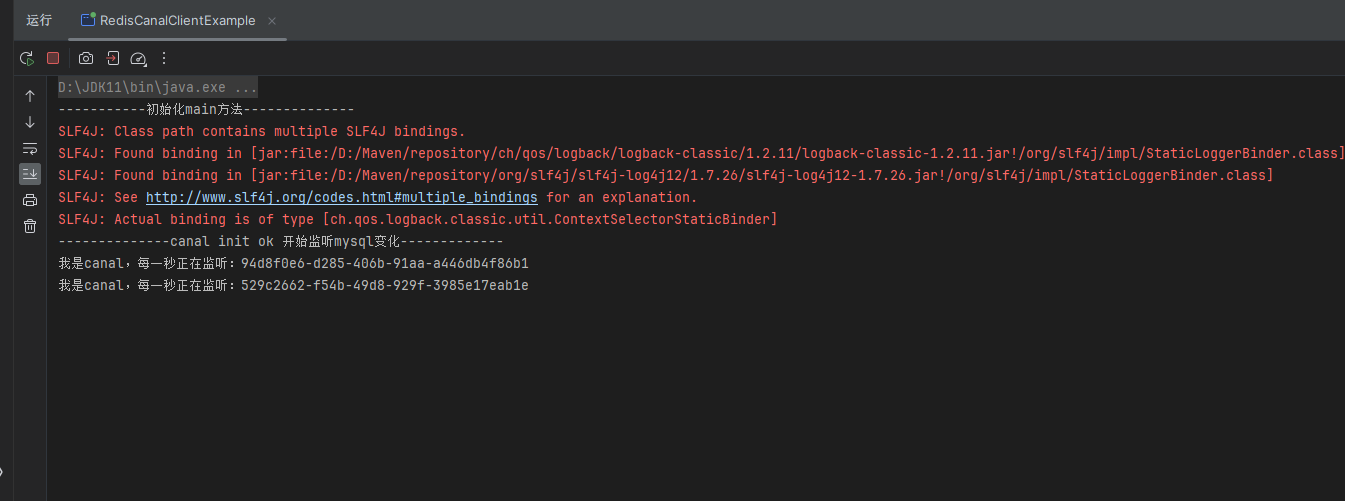 运行 RedisCanalClientExample
D:\JDK11\bin\java.exe ...
-----------初始化main方法--------------
SLF4J: Class path contains multiple SLF4J bindings.
SLF4J: Found binding in [jar:file:/D:/Maven/repository/ch/qos/logback/logback-classic/1.2.11/logback-classic-1.2.11.jar!/org/slf4j/impl/StaticLoggerBinder.class]
SLF4J: Found binding in [jar:file:/D:/Maven/repository/org/slf4j/slf4j-log4j12/1.7.26/slf4j-log4j12-1.7.26.jar!/org/slf4j/impl/StaticLoggerBinder.class]
SLF4J: See http://www.slf4j.org/codes.html#multiple_bindings for an explanation.
SLF4J: Actual binding is of type [ch.qos.logback.classic.util.ContextSelectorStaticBinder]
--------------canal init ok 开始监听mysql变化-------------
我是canal，每一秒正在监听：94d8f0e6-d285-406b-91aa-a446db4f86b1
我是canal，每一秒正在监听：529c2662-f54b-49d8-929f-3985e17eab1e